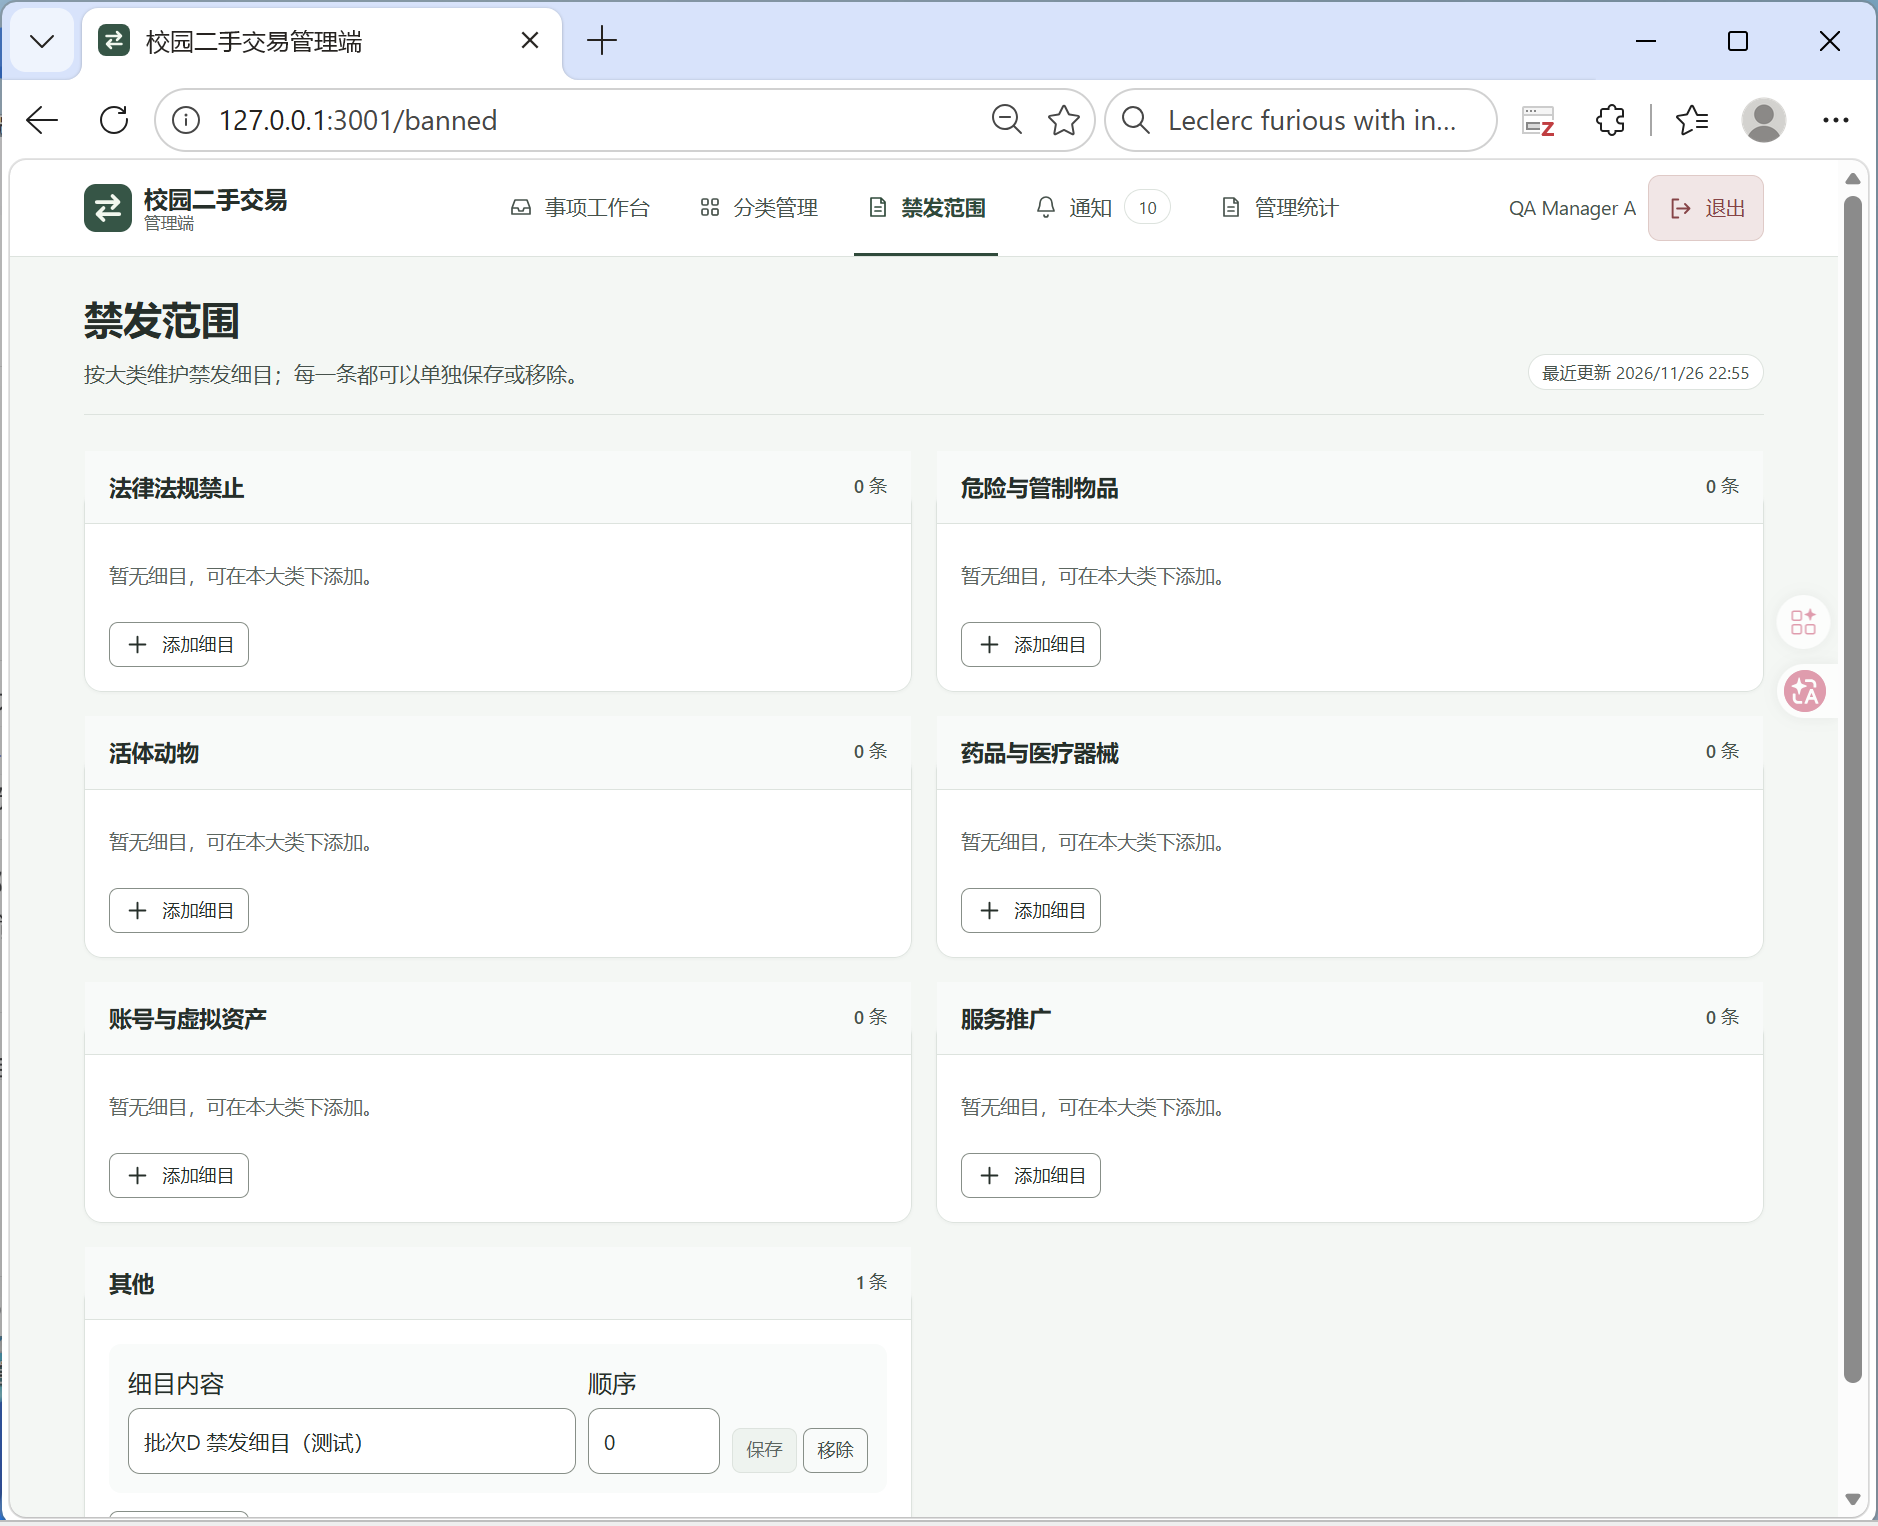 校园二手交易管理端
127.0.0.1:3001/banned
Leclerc furious with in...
校园二手交易
管理端
事项工作台
分类管理
禁发范围
通知 10
管理统计
QA Manager A
退出
禁发范围
按大类维护禁发细目；每一条都可以单独保存或移除。
最近更新 2026/11/26 22:55
法律法规禁止 0 条
暂无细目，可在本大类下添加。
添加细目
危险与管制物品 0 条
暂无细目，可在本大类下添加。
添加细目
活体动物 0 条
暂无细目，可在本大类下添加。
添加细目
药品与医疗器械 0 条
暂无细目，可在本大类下添加。
添加细目
账号与虚拟资产 0 条
暂无细目，可在本大类下添加。
添加细目
服务推广 0 条
暂无细目，可在本大类下添加。
添加细目
其他 1 条
细目内容 顺序
批次D 禁发细目（测试） 0 保存 移除